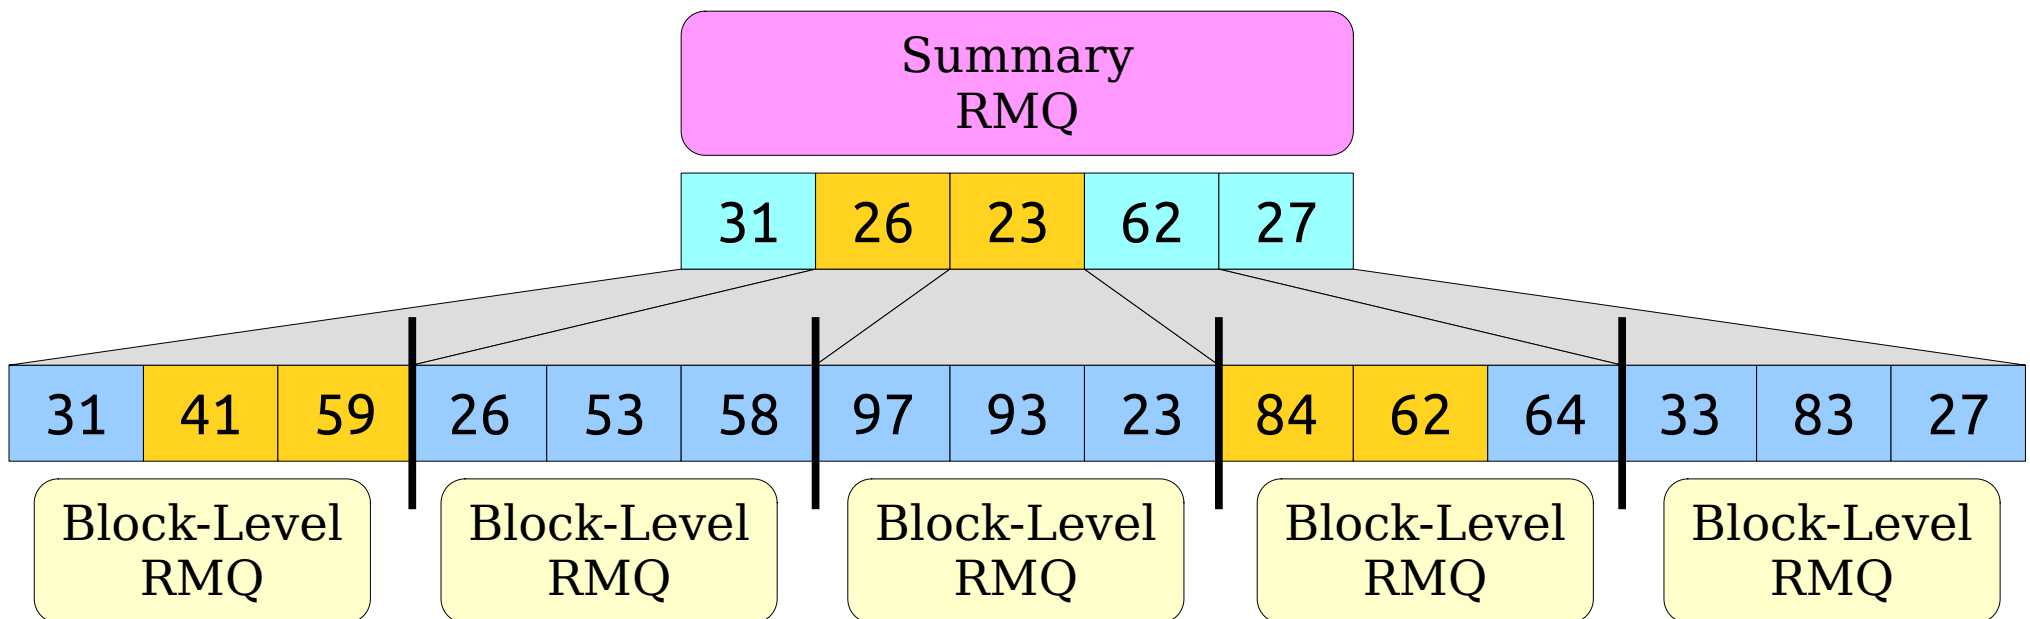 Summary
RMQ
31 26 23 62 27
31 41 59 26 53 58 97 93 23 84 62 64 33 83 27
Block-Level Block-Level Block-Level Block-Level Block-Level
RMQ RMQ RMQ RMQ RMQ